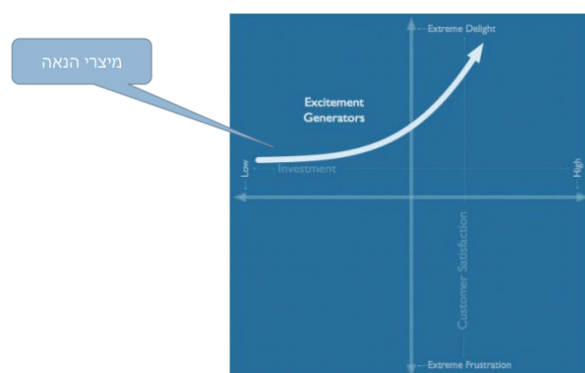 מיצרי הנאה
Extreme Delight
Excitement
Generators
Low
Investment
High
Customer Satisfaction
Extreme Frustration